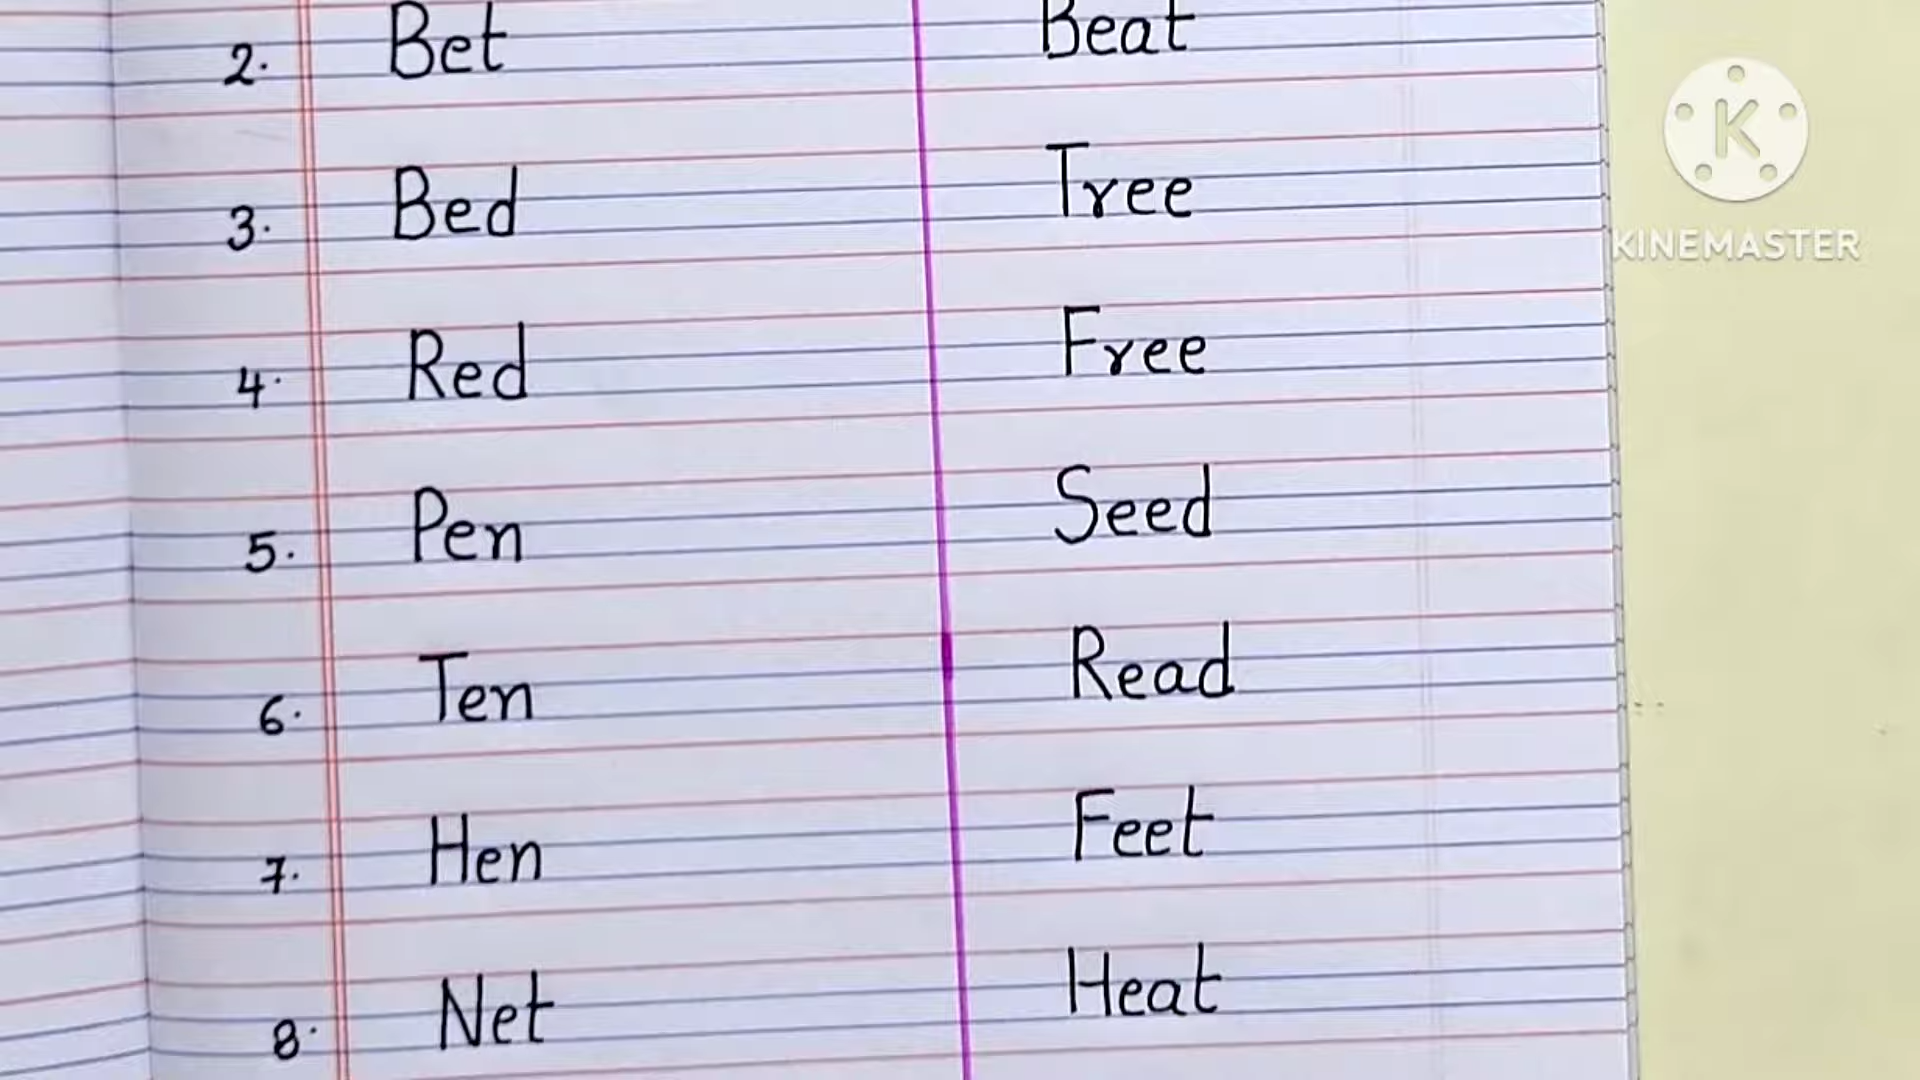 2. Bet Beat
3. Bed Tree
4. Red Free
5. Pen Seed
6. Ten Read
7. Hen Feet
8. Net Heat
K
KINEMASTER